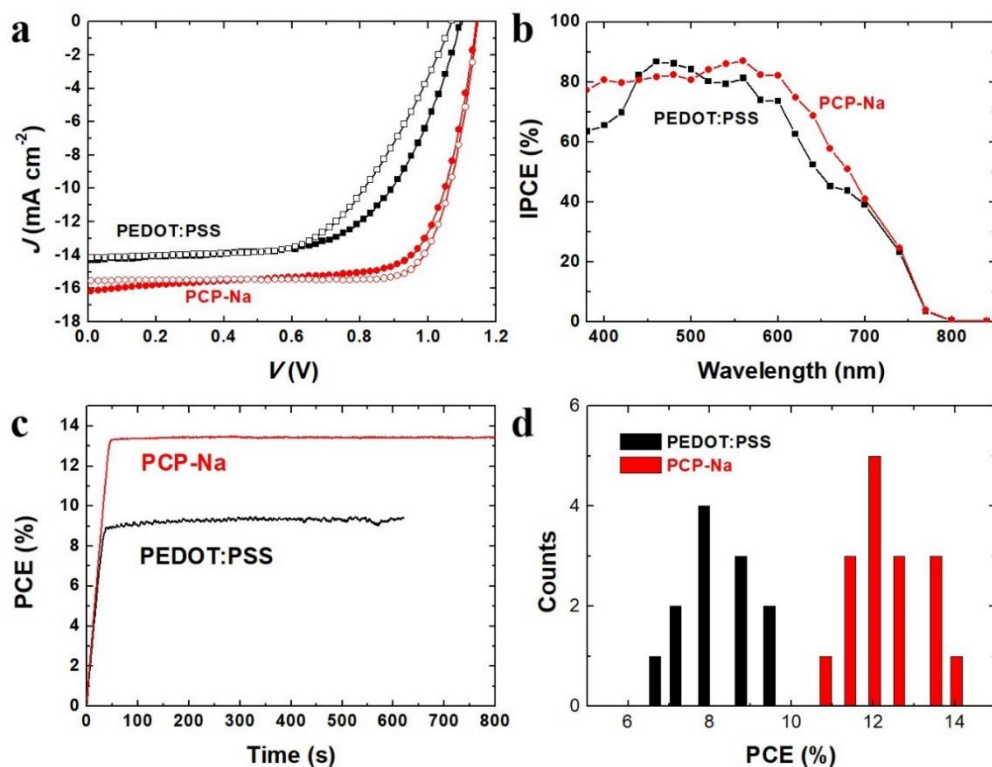 a
0
-2
-4
-6
-8
-10
-12
-14
-16
-18
J (mA cm-2)
PEDOT:PSS
PCP-Na
0.0 0.2 0.4 0.6 0.8 1.0 1.2
V (V)
b
100
80
60
40
20
0
IPCE (%)
PCP-Na
PEDOT:PSS
400 500 600 700 800
Wavelength (nm)
c
15
14
12
10
8
6
4
2
0
PCE (%)
PCP-Na
PEDOT:PSS
0 100 200 300 400 500 600 700 800
Time (s)
d
6
4
2
0
Counts
PEDOT:PSS
PCP-Na
6 8 10 12 14
PCE (%)